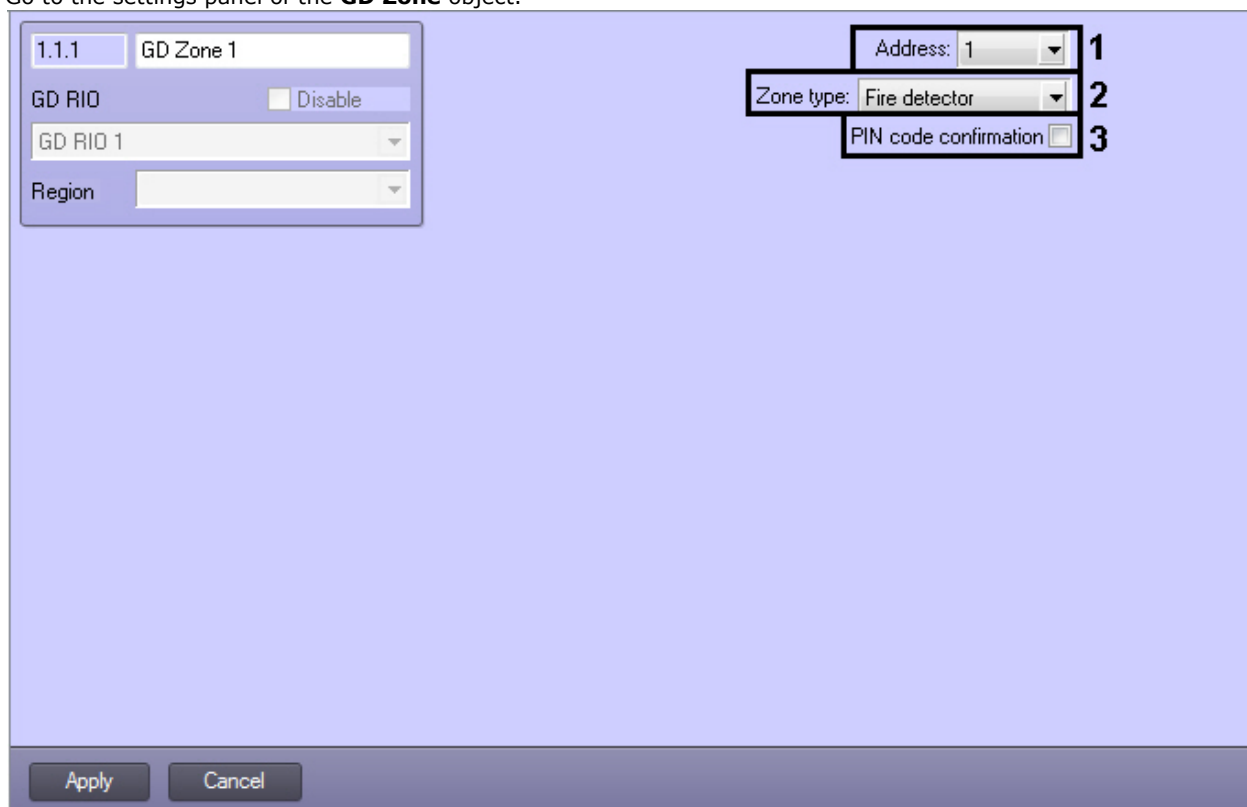 Go to the settings panel of the GD Zone object.
1.1.1 GD Zone 1
Address: 1 1
GD RIO Disable
Zone type: Fire detector 2
GD RIO 1
PIN code confirmation 3
Region
Apply Cancel